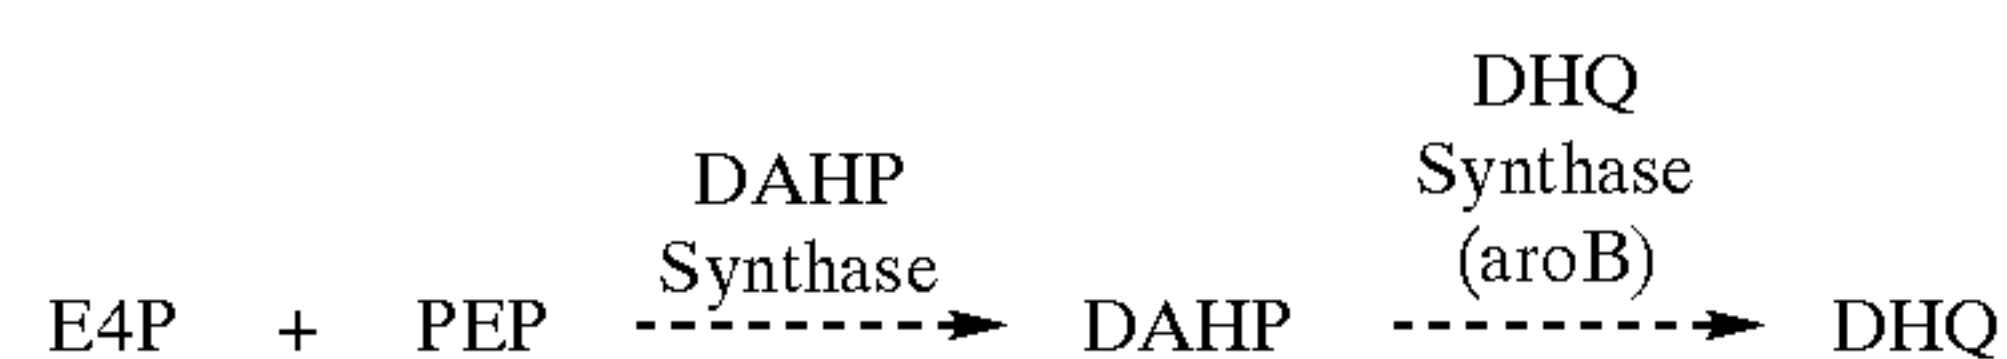 DAHP
Synthase
DHQ
Synthase
(aroB)
E4P + PEP DAHP DHQ